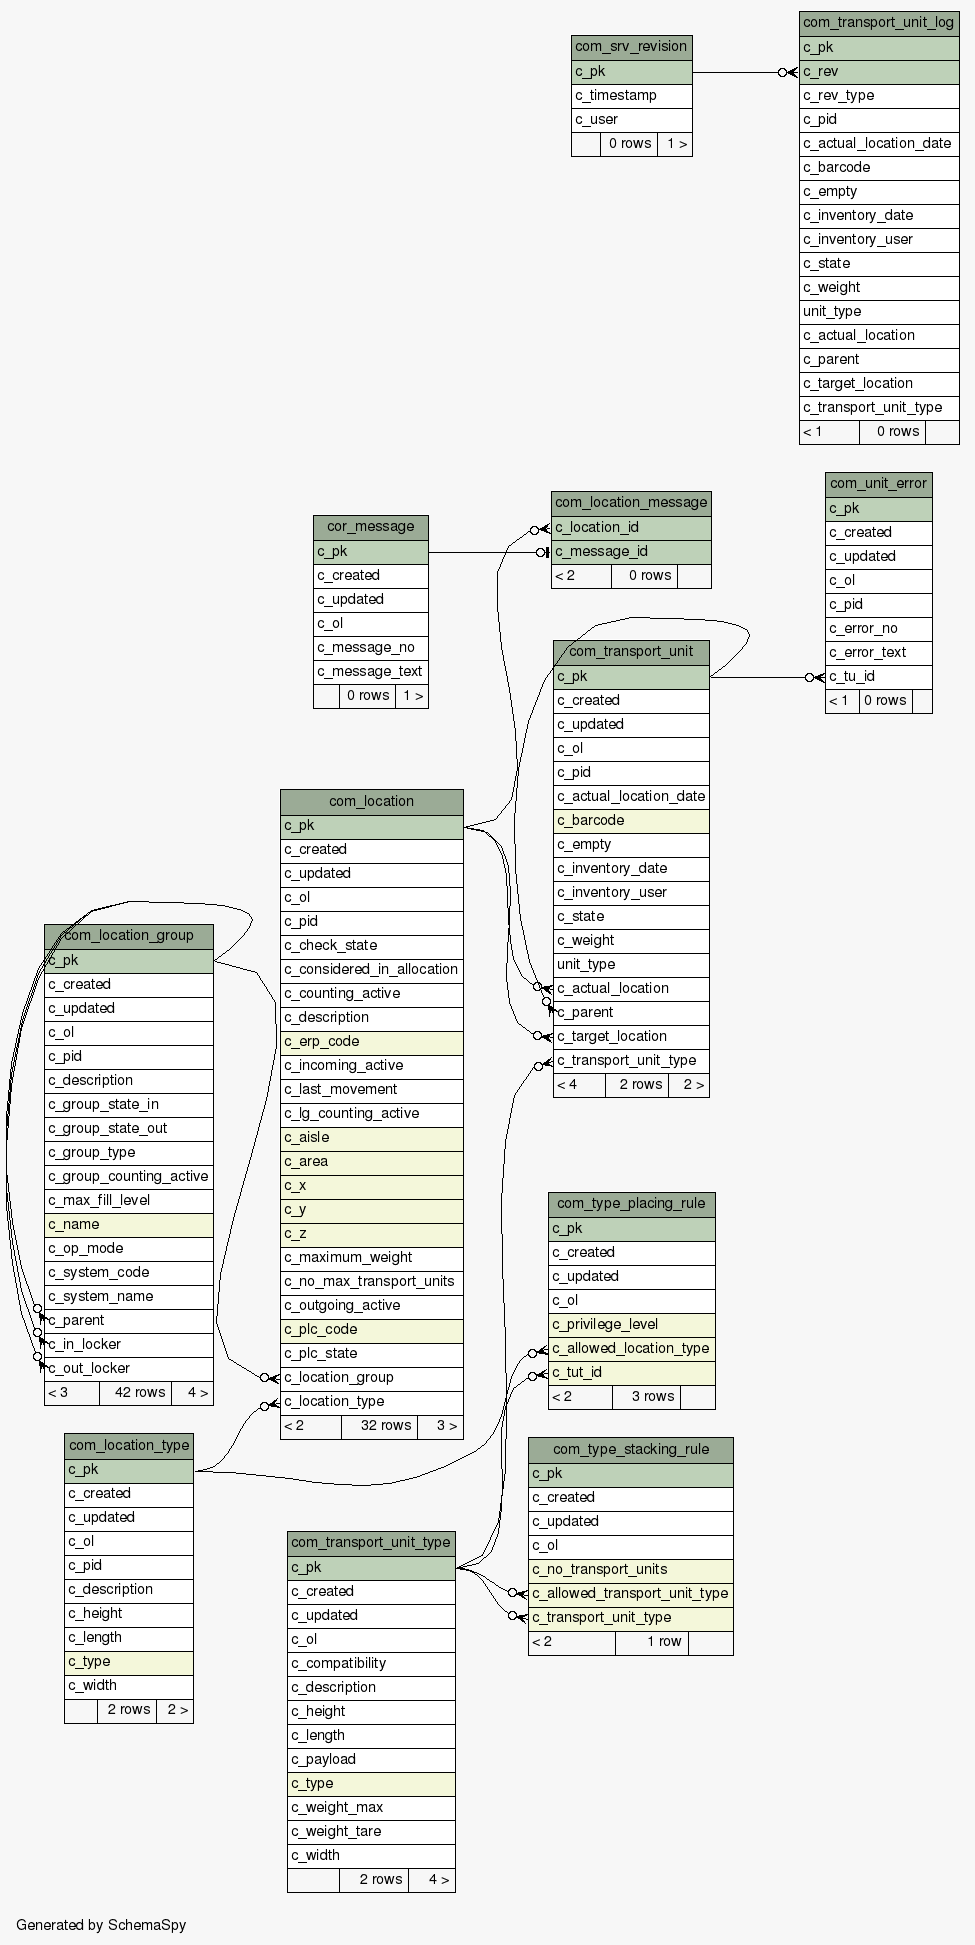 com_transport_unit_log
c_pk
c_rev
c_rev_type
c_pid
c_actual_location_date
c_barcode
c_empty
c_inventory_date
c_inventory_user
c_state
c_weight
unit_type
c_actual_location
c_parent
c_target_location
c_transport_unit_type
< 1 0 rows
com_srv_revision
c_pk
c_timestamp
c_user
0 rows 1 >
com_unit_error
c_pk
c_created
c_updated
c_ol
c_pid
c_error_no
c_error_text
c_tu_id
< 1 0 rows
com_location_message
c_location_id
c_message_id
< 2 0 rows
cor_message
c_pk
c_created
c_updated
c_ol
c_message_no
c_message_text
0 rows 1 >
com_transport_unit
c_pk
c_created
c_updated
c_ol
c_pid
c_actual_location_date
c_barcode
c_empty
c_inventory_date
c_inventory_user
c_state
c_weight
unit_type
c_actual_location
c_parent
c_target_location
c_transport_unit_type
< 4 2 rows 2 >
com_location
c_pk
c_created
c_updated
c_ol
c_pid
c_check_state
c_considered_in_allocation
c_counting_active
c_description
c_erp_code
c_incoming_active
c_last_movement
c_lg_counting_active
c_aisle
c_area
c_x
c_y
c_z
c_maximum_weight
c_no_max_transport_units
c_outgoing_active
c_plc_code
c_plc_state
c_location_group
c_location_type
< 2 32 rows 3 >
com_location_group
c_pk
c_created
c_updated
c_ol
c_pid
c_description
c_group_state_in
c_group_state_out
c_group_type
c_group_counting_active
c_max_fill_level
c_name
c_op_mode
c_system_code
c_system_name
c_parent
c_in_locker
c_out_locker
< 3 42 rows 4 >
com_type_placing_rule
c_pk
c_created
c_updated
c_ol
c_privilege_level
c_allowed_location_type
c_tut_id
< 2 3 rows
com_location_type
c_pk
c_created
c_updated
c_ol
c_pid
c_description
c_height
c_length
c_type
c_width
2 rows 2 >
com_type_stacking_rule
c_pk
c_created
c_updated
c_ol
c_no_transport_units
c_allowed_transport_unit_type
c_transport_unit_type
< 2 1 row
com_transport_unit_type
c_pk
c_created
c_updated
c_ol
c_compatibility
c_description
c_height
c_length
c_payload
c_type
c_weight_max
c_weight_tare
c_width
2 rows 4 >
Generated by SchemaSpy